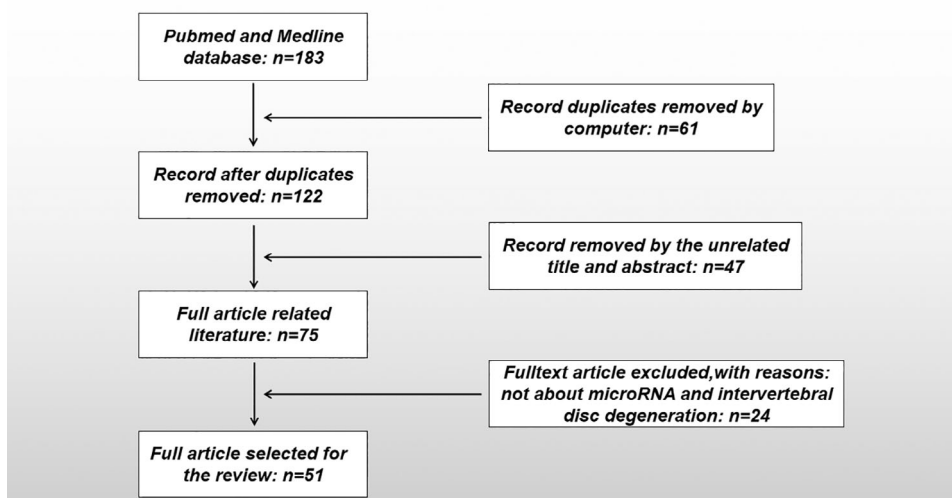 Pubmed and Medline
database: n=183
Record duplicates removed by
computer: n=61
Record after duplicates
removed: n=122
Record removed by the unrelated
title and abstract: n=47
Full article related
literature: n=75
Fulltext article excluded,with reasons:
not about microRNA and intervertebral
disc degeneration: n=24
Full article selected for
the review: n=51